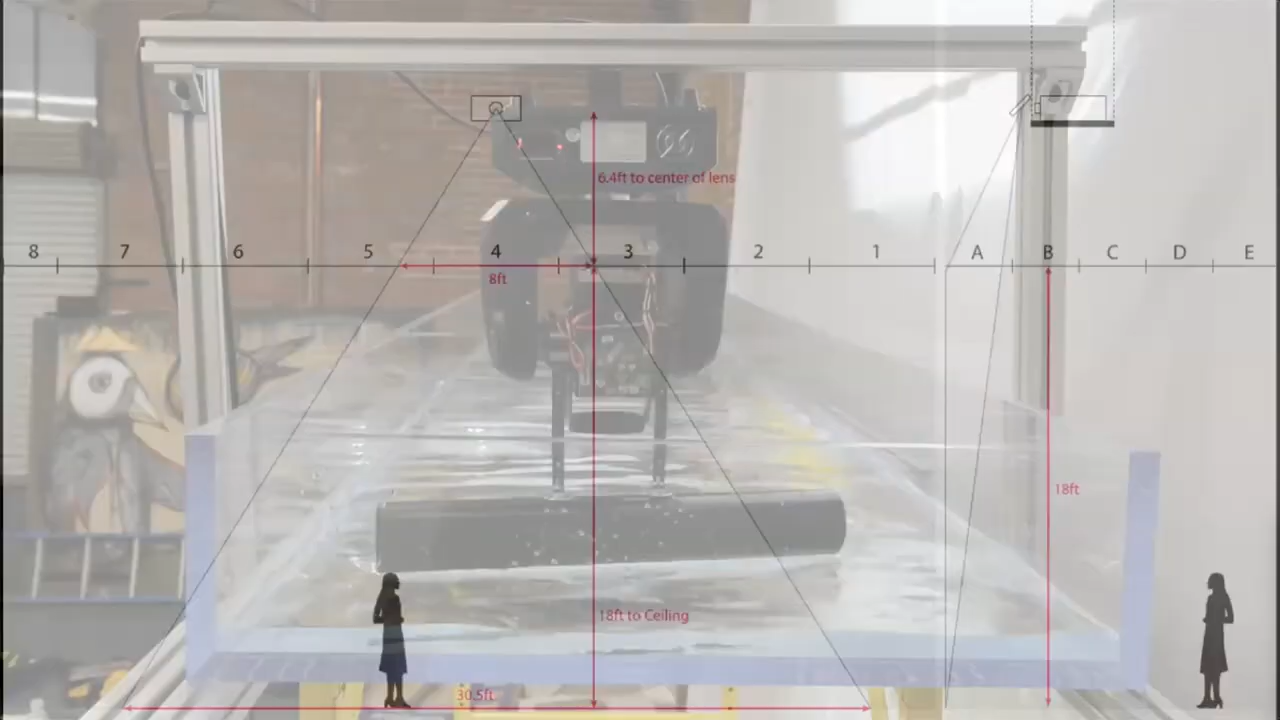 6.4ft to center of lens
8 7 6 5 4 3 2 1 A B C D E
8ft
18ft
18ft to Ceiling
30.5ft